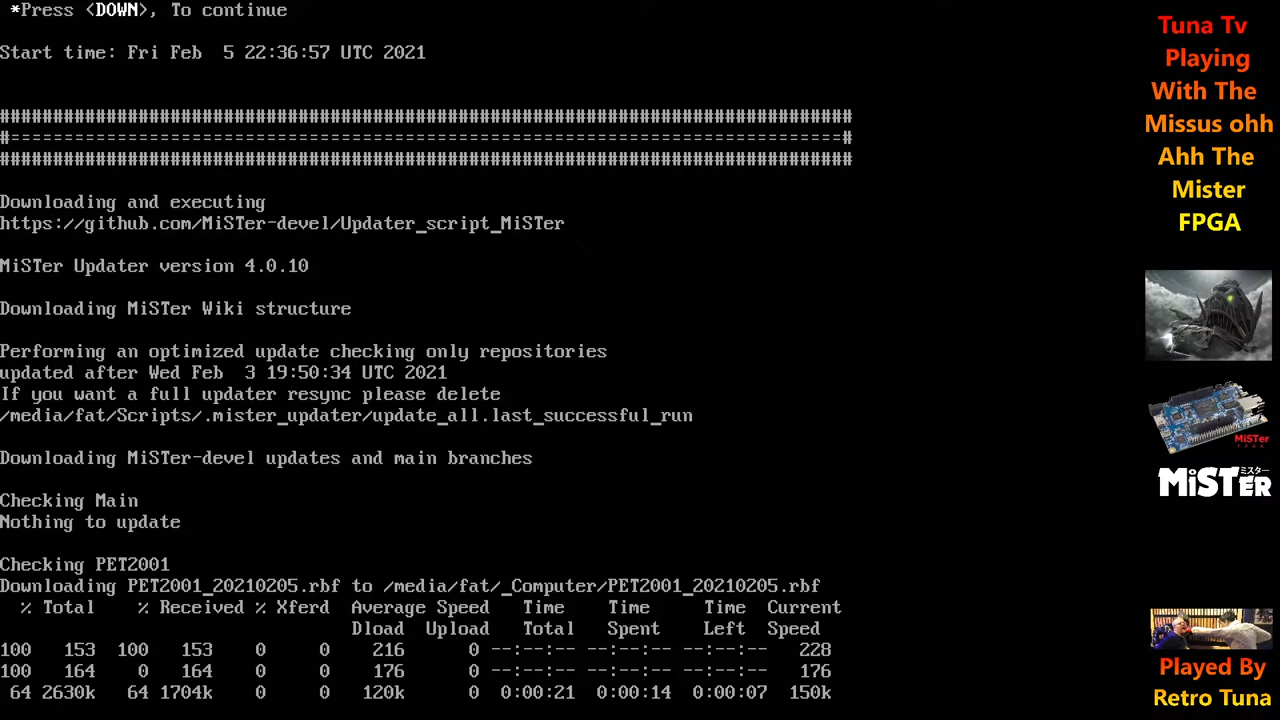 *Press <DOWN>, To continue
Start time: Fri Feb  5 22:36:57 UTC 2021
################################################################################
#==============================================================================#
################################################################################
Downloading and executing
https://github.com/MiSTer-devel/Updater_script_MiSTer
MiSTer Updater version 4.0.10
Downloading MiSTer Wiki structure
Performing an optimized update checking only repositories
updated after Wed Feb  3 19:50:34 UTC 2021
If you want a full updater resync please delete
/media/fat/Scripts/.mister_updater/update_all.last_successful_run
Downloading MiSTer-devel updates and main branches
Checking Main
Nothing to update
Checking PET2001
Downloading PET2001_20210205.rbf to /media/fat/_Computer/PET2001_20210205.rbf
% Total % Received % Xferd Average Speed Time Time Time Current
Dload Upload Total Spent Left Speed
100 153 100 153 0 0 216 0 --:--:-- --:--:-- --:--:-- 228
100 164 0 164 0 0 176 0 --:--:-- --:--:-- --:--:-- 176
64 2630k 64 1704k 0 0 120k 0 0:00:21 0:00:14 0:00:07 150k
Tuna Tv
Playing
With The
Missus ohh
Ahh The
Mister
FPGA
MiSTer
FPGA
ミスター
MiSTER
Played By
Retro Tuna